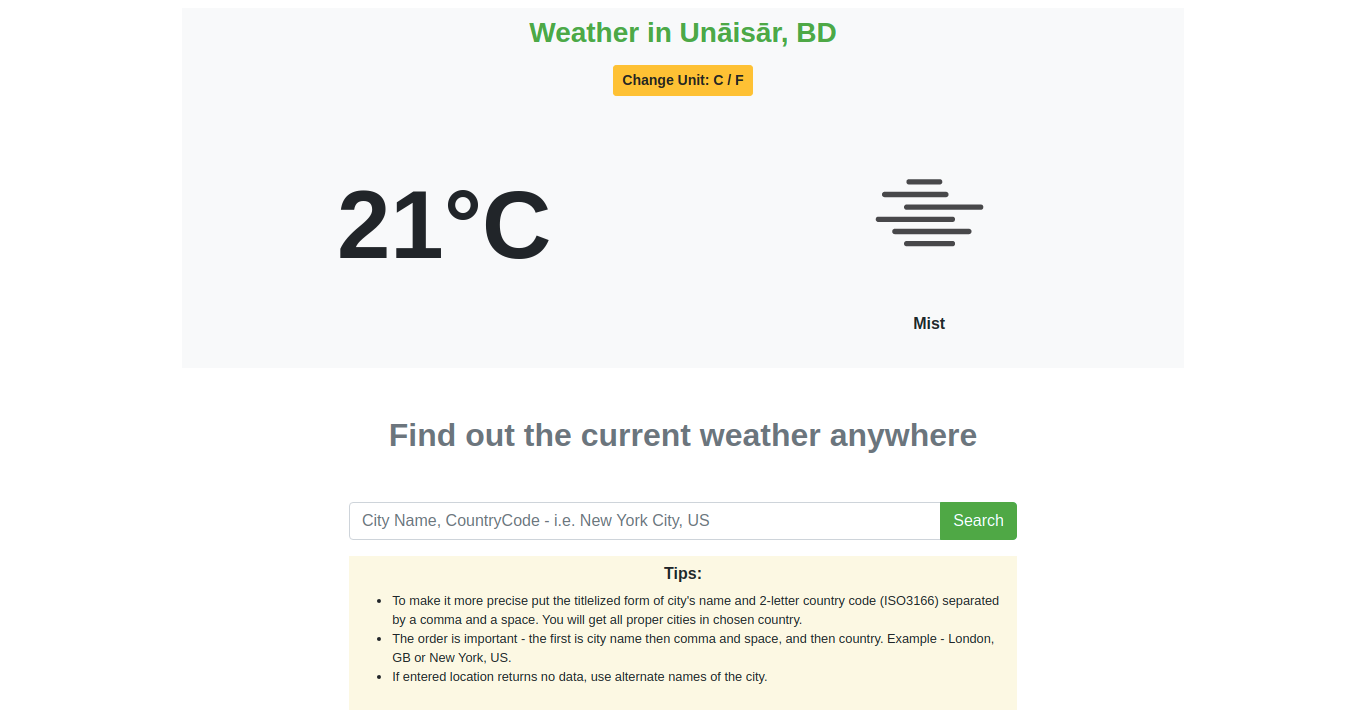 Weather in Unāisār, BD
Change Unit: C / F
21°C
Mist
Find out the current weather anywhere
City Name, CountryCode - i.e. New York City, US
Search
Tips:
To make it more precise put the titlelized form of city's name and 2-letter country code (ISO3166) separated
by a comma and a space. You will get all proper cities in chosen country.
The order is important - the first is city name then comma and space, and then country. Example - London,
GB or New York, US.
If entered location returns no data, use alternate names of the city.